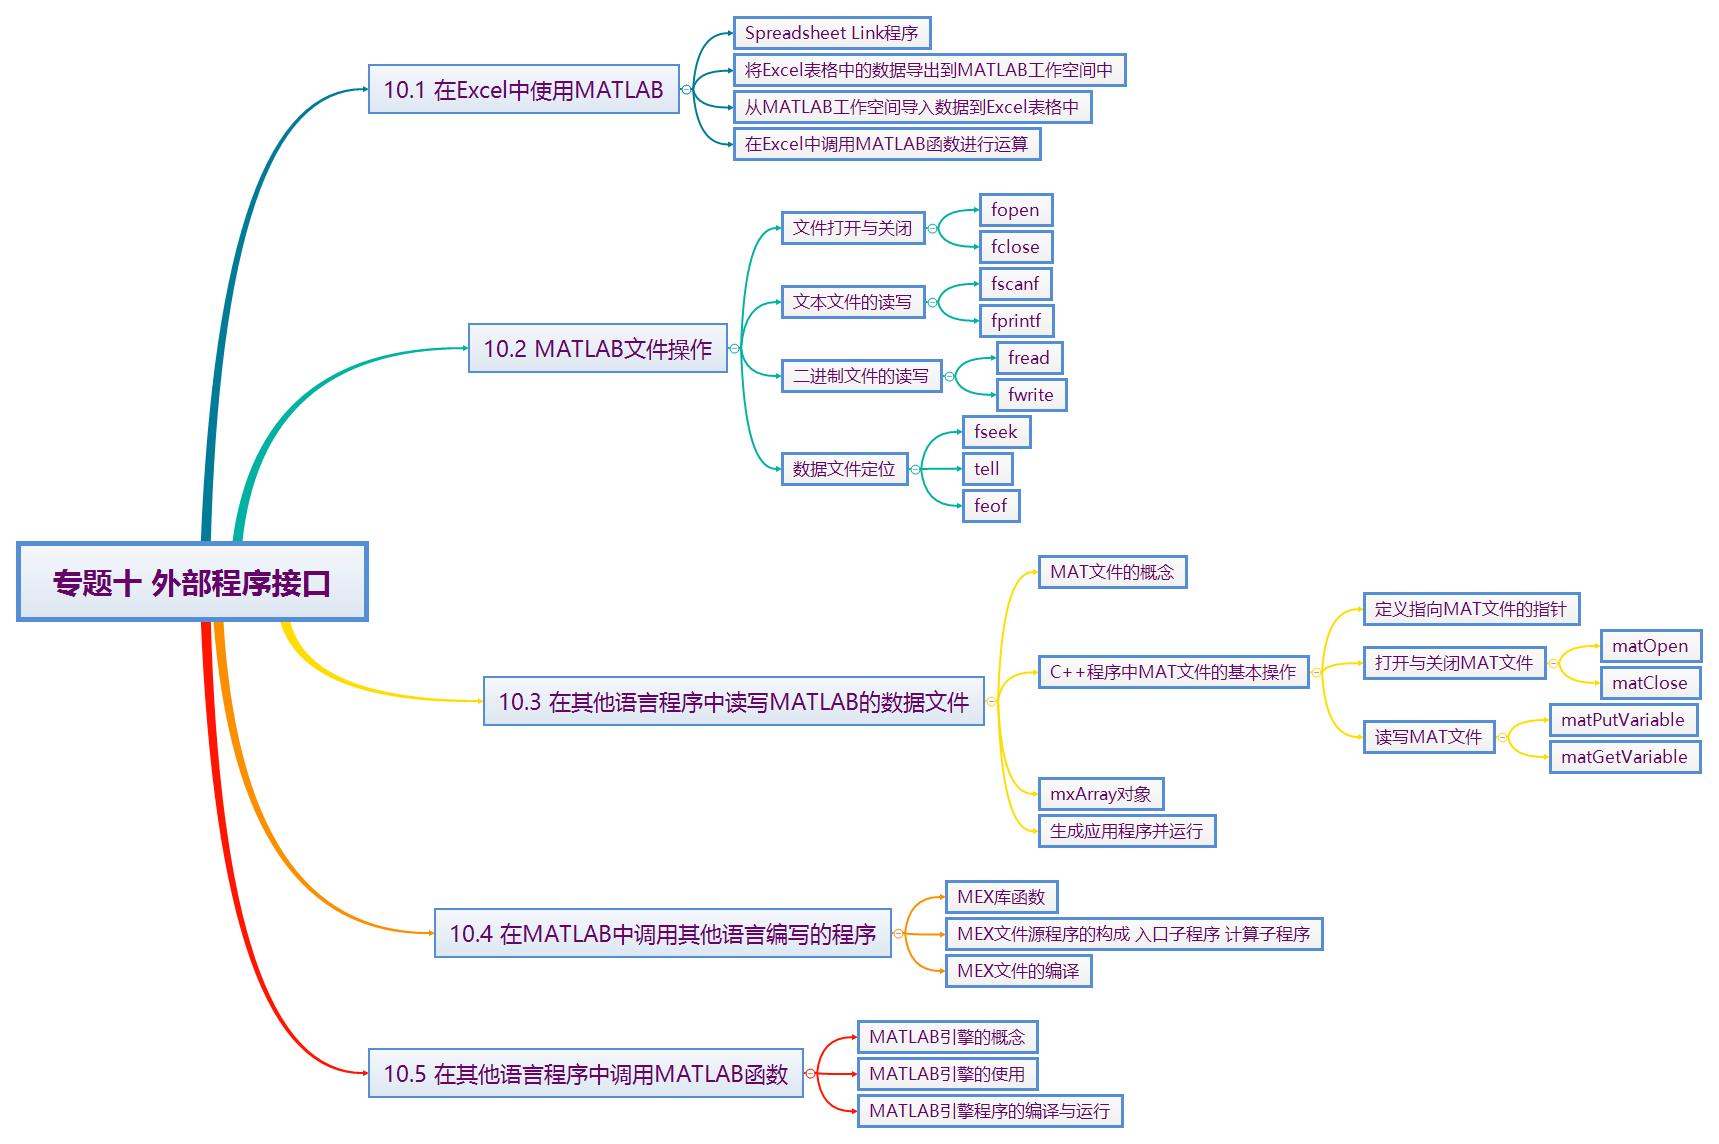 专题十 外部程序接口
10.1 在Excel中使用MATLAB
Spreadsheet Link程序
将Excel表格中的数据导出到MATLAB工作空间中
从MATLAB工作空间导入数据到Excel表格中
在Excel中调用MATLAB函数进行运算
10.2 MATLAB文件操作
文件打开与关闭
fopen
fclose
文本文件的读写
fscanf
fprintf
二进制文件的读写
fread
fwrite
数据文件定位
fseek
tell
feof
10.3 在其他语言程序中读写MATLAB的数据文件
MAT文件的概念
C++程序中MAT文件的基本操作
定义指向MAT文件的指针
打开与关闭MAT文件
matOpen
matClose
读写MAT文件
matPutVariable
matGetVariable
mxArray对象
生成应用程序并运行
10.4 在MATLAB中调用其他语言编写的程序
MEX库函数
MEX文件源程序的构成 入口子程序 计算子程序
MEX文件的编译
10.5 在其他语言程序中调用MATLAB函数
MATLAB引擎的概念
MATLAB引擎的使用
MATLAB引擎程序的编译与运行